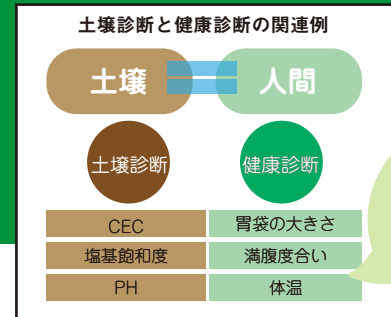 土壌診断と健康診断の関連例
土壌 人間
土壌診断 健康診断
CEC 胃袋の大きさ
塩基飽和度 満腹度合い
PH 体温